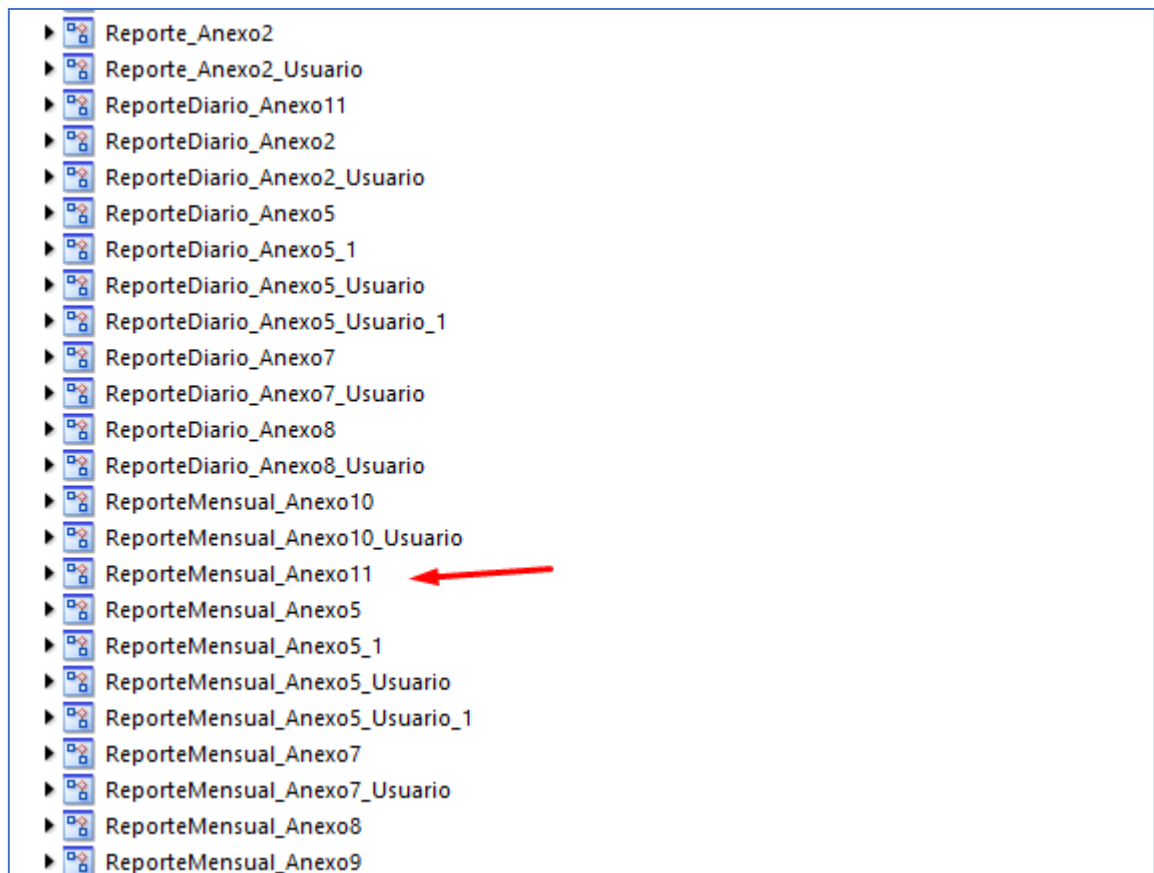 Reporte_Anexo2
Reporte_Anexo2_Usuario
ReporteDiario_Anexo11
ReporteDiario_Anexo2
ReporteDiario_Anexo2_Usuario
ReporteDiario_Anexo5
ReporteDiario_Anexo5_1
ReporteDiario_Anexo5_Usuario
ReporteDiario_Anexo5_Usuario_1
ReporteDiario_Anexo7
ReporteDiario_Anexo7_Usuario
ReporteDiario_Anexo8
ReporteDiario_Anexo8_Usuario
ReporteMensual_Anexo10
ReporteMensual_Anexo10_Usuario
ReporteMensual_Anexo11
ReporteMensual_Anexo5
ReporteMensual_Anexo5_1
ReporteMensual_Anexo5_Usuario
ReporteMensual_Anexo5_Usuario_1
ReporteMensual_Anexo7
ReporteMensual_Anexo7_Usuario
ReporteMensual_Anexo8
ReporteMensual_Anexo9